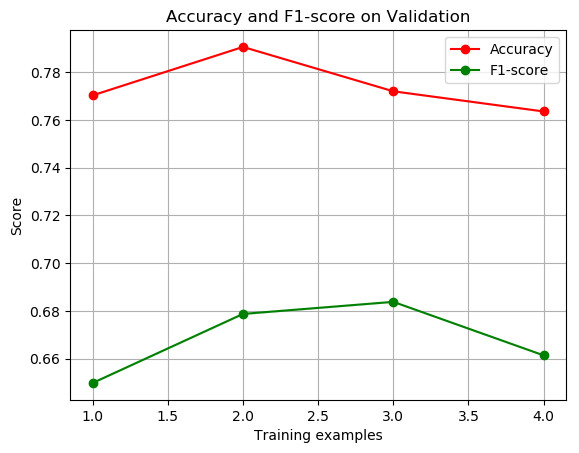 Accuracy and F1-score on Validation
Accuracy
F1-score
0.78
0.76
0.74
0.72
0.70
0.68
0.66
Score
1.0 1.5 2.0 2.5 3.0 3.5 4.0
Training examples